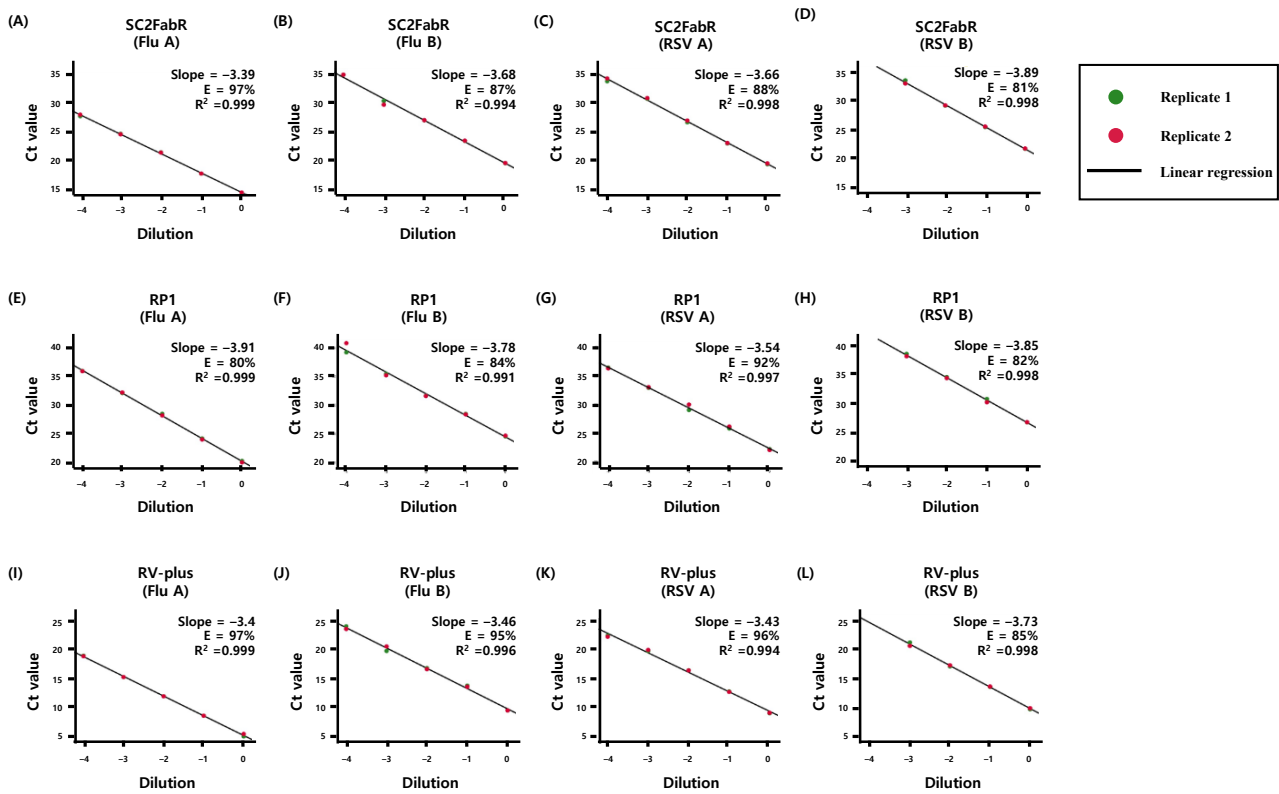 (A)
SC2FabR
(Flu A)
Slope = −3.39
E = 97%
R² =0.999
Ct value
35
30
25
20
15
−4
−3
−2
−1
0
Dilution
(B)
SC2FabR
(Flu B)
Slope = −3.68
E = 87%
R² =0.994
Ct value
35
30
25
20
15
−4
−3
−2
−1
0
Dilution
(C)
SC2FabR
(RSV A)
Slope = −3.66
E = 88%
R² =0.998
Ct value
35
30
25
20
15
−4
−3
−2
−1
0
Dilution
(D)
SC2FabR
(RSV B)
Slope = −3.89
E = 81%
R² =0.998
Ct value
35
30
25
20
15
−4
−3
−2
−1
0
Dilution
Replicate 1
Replicate 2
Linear regression
(E)
RP1
(Flu A)
Slope = −3.91
E = 80%
R² =0.999
Ct value
40
35
30
25
20
−4
−3
−2
−1
0
Dilution
(F)
RP1
(Flu B)
Slope = −3.78
E = 84%
R² =0.991
Ct value
40
35
30
25
20
−4
−3
−2
−1
0
Dilution
(G)
RP1
(RSV A)
Slope = −3.54
E = 92%
R² =0.997
Ct value
40
35
30
25
20
−4
−3
−2
−1
0
Dilution
(H)
RP1
(RSV B)
Slope = −3.85
E = 82%
R² =0.998
Ct value
40
35
30
25
20
−4
−3
−2
−1
0
Dilution
(I)
RV-plus
(Flu A)
Slope = −3.4
E = 97%
R² =0.999
Ct value
25
20
15
10
5
−4
−3
−2
−1
0
Dilution
(J)
RV-plus
(Flu B)
Slope = −3.46
E = 95%
R² =0.996
Ct value
25
20
15
10
5
−4
−3
−2
−1
0
Dilution
(K)
RV-plus
(RSV A)
Slope = −3.43
E = 96%
R² =0.994
Ct value
25
20
15
10
5
−4
−3
−2
−1
0
Dilution
(L)
RV-plus
(RSV B)
Slope = −3.73
E = 85%
R² =0.998
Ct value
25
20
15
10
5
−4
−3
−2
−1
0
Dilution